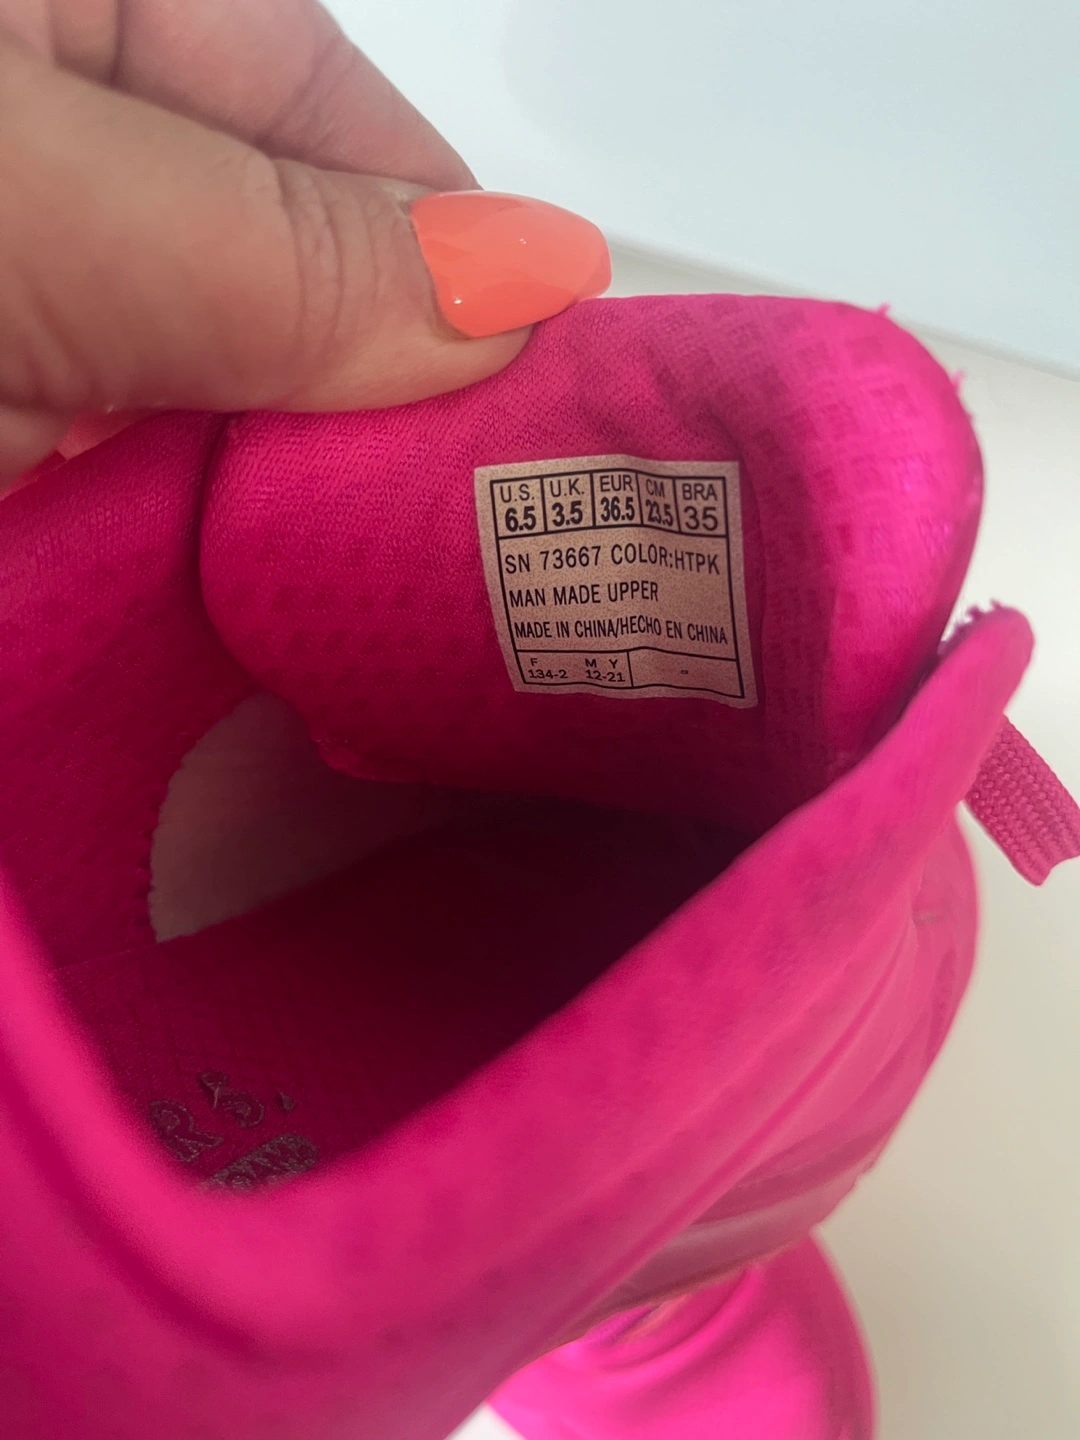 U.S. U.K. EUR CM BRA
6.5 3.5 36.5 23.5 35
SN 73667 COLOR:HTPK
MAN MADE UPPER
MADE IN CHINA/HECHO EN CHINA
F M Y
134-2 12-21